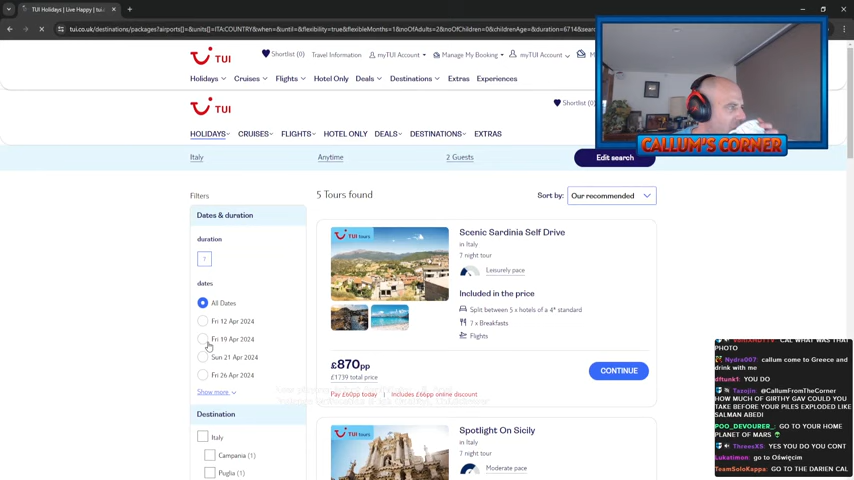 TUI Holidays | Live Happy | tui.c
tui.co.uk/destinations/packages?airports[]=&units[]=ITA:COUNTRY&when=&until=&flexibility=true&flexibleMonths=1&noOfAdults=2&noOfChildren=0&childrenAge=&duration=6714&sear
TUI
Shortlist (0)
Travel Information
myTUI Account
Manage My Booking
myTUI Account
Holidays
Cruises
Flights
Hotel Only
Deals
Destinations
Extras
Experiences
TUI
Shortlist (0)
HOLIDAYS
CRUISES
FLIGHTS
HOTEL ONLY
DEALS
DESTINATIONS
EXTRAS
CALLUM'S CORNER
Italy
Anytime
2 Guests
Edit search
Filters
5 Tours found
Sort by:
Our recommended
Dates & duration
duration
7
dates
All Dates
Fri 12 Apr 2024
Fri 19 Apr 2024
Sun 21 Apr 2024
Fri 26 Apr 2024
Show more
Destination
Italy
Campania (1)
Puglia (1)
TUI tours
Scenic Sardinia Self Drive
in Italy
7 night tour
Leisurely pace
Included in the price
Split between 5 x hotels of a 4* standard
7 x Breakfasts
Flights
£870pp
£1739 total price
CONTINUE
Pay £60pp today | Includes £66pp online discount
TUI tours
Spotlight On Sicily
in Italy
7 night tour
Moderate pace
CAL WHAT WAS THAT
PHOTO
Nydra007: callum come to Greece and
drink with me
dftunk1: YOU DO
Tazujin: @CallumFromTheCorner
HOW MUCH OF GIRTHY GAV COULD YOU
TAKE BEFORE YOUR PILES EXPLODED LIKE
SALMAN ABEDI
POO_DEVOURER_: GO TO YOUR HOME
PLANET OF MARS
ThreesXS: YES YOU DO YOU CONT
Lukatimon: go to Oświęcim
TeamSoloKappa: GO TO THE DARIEN CAL